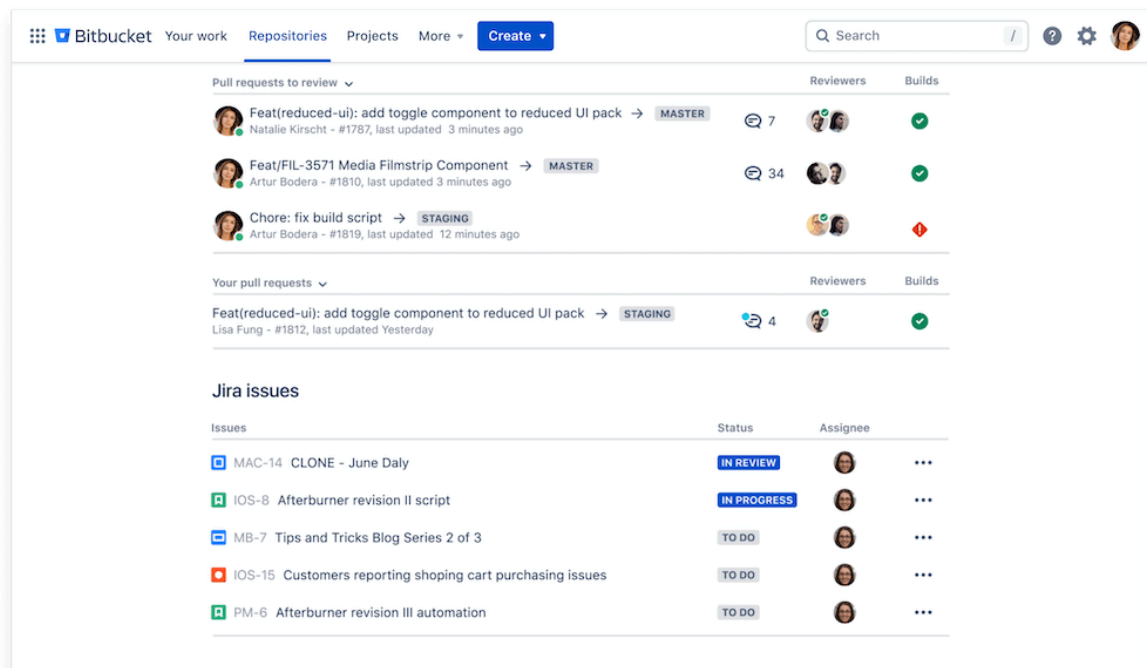 Bitbucket Your work Repositories Projects More Create Search /
Pull requests to review Reviewers Builds
Feat(reduced-ui): add toggle component to reduced UI pack → MASTER 7
Natalie Kirscht - #1787, last updated 3 minutes ago
Feat/FIL-3571 Media Filmstrip Component → MASTER 34
Artur Bodera - #1810, last updated 3 minutes ago
Chore: fix build script → STAGING
Artur Bodera - #1819, last updated 12 minutes ago
Your pull requests Reviewers Builds
Feat(reduced-ui): add toggle component to reduced UI pack → STAGING 4
Lisa Fung - #1812, last updated Yesterday
Jira issues
Issues Status Assignee
MAC-14 CLONE - June Daly IN REVIEW
IOS-8 Afterburner revision II script IN PROGRESS
MB-7 Tips and Tricks Blog Series 2 of 3 TO DO
IOS-15 Customers reporting shoping cart purchasing issues TO DO
PM-6 Afterburner revision III automation TO DO